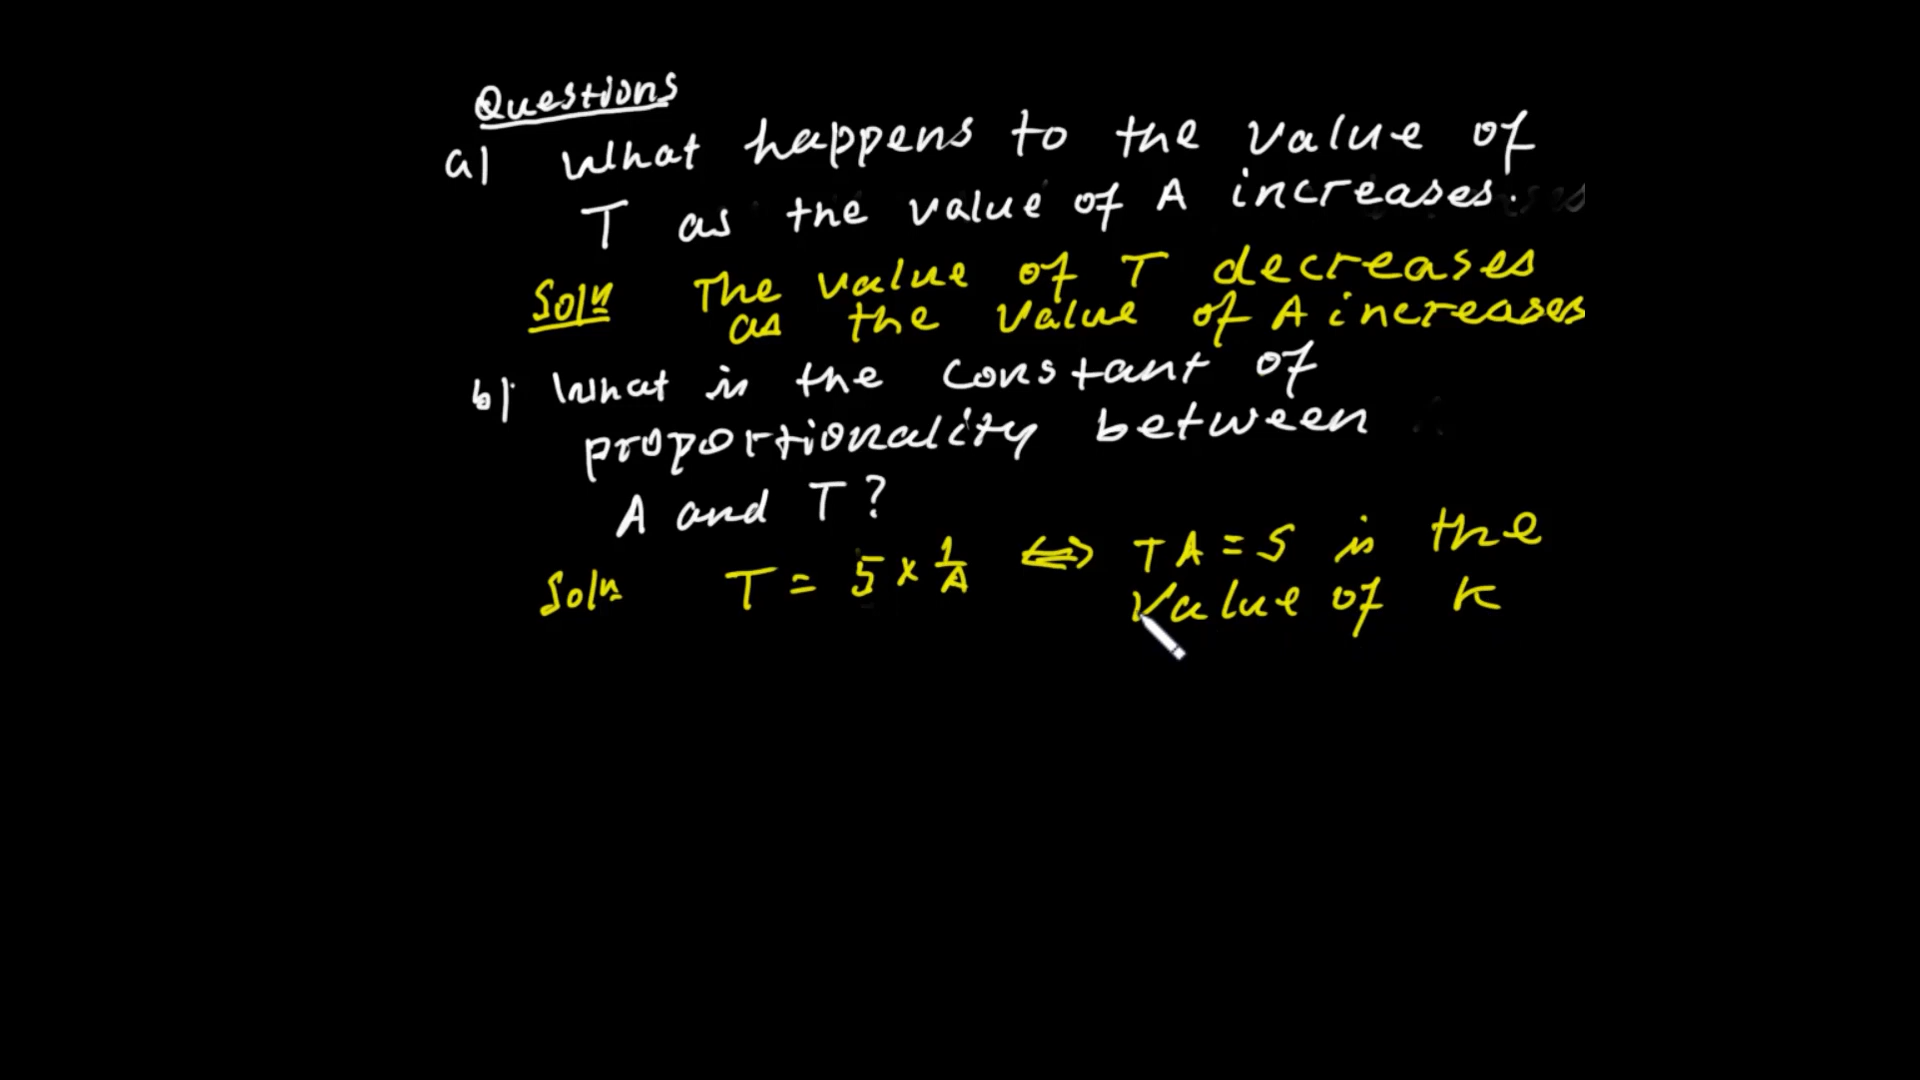 Questions
a) What happens to the value of
T as the value of A increases.
Soln The value of T decreases
as the value of A increases
b). What is the constant of
proportionality between
A and T?
Soln T = 5 × 1/A ⟺ TA = 5 is the
value of k